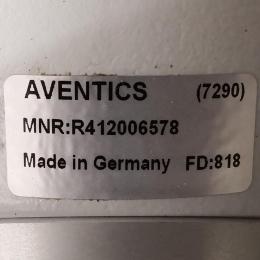 AVENTICS (7290)
MNR:R412006578
Made in Germany FD:818